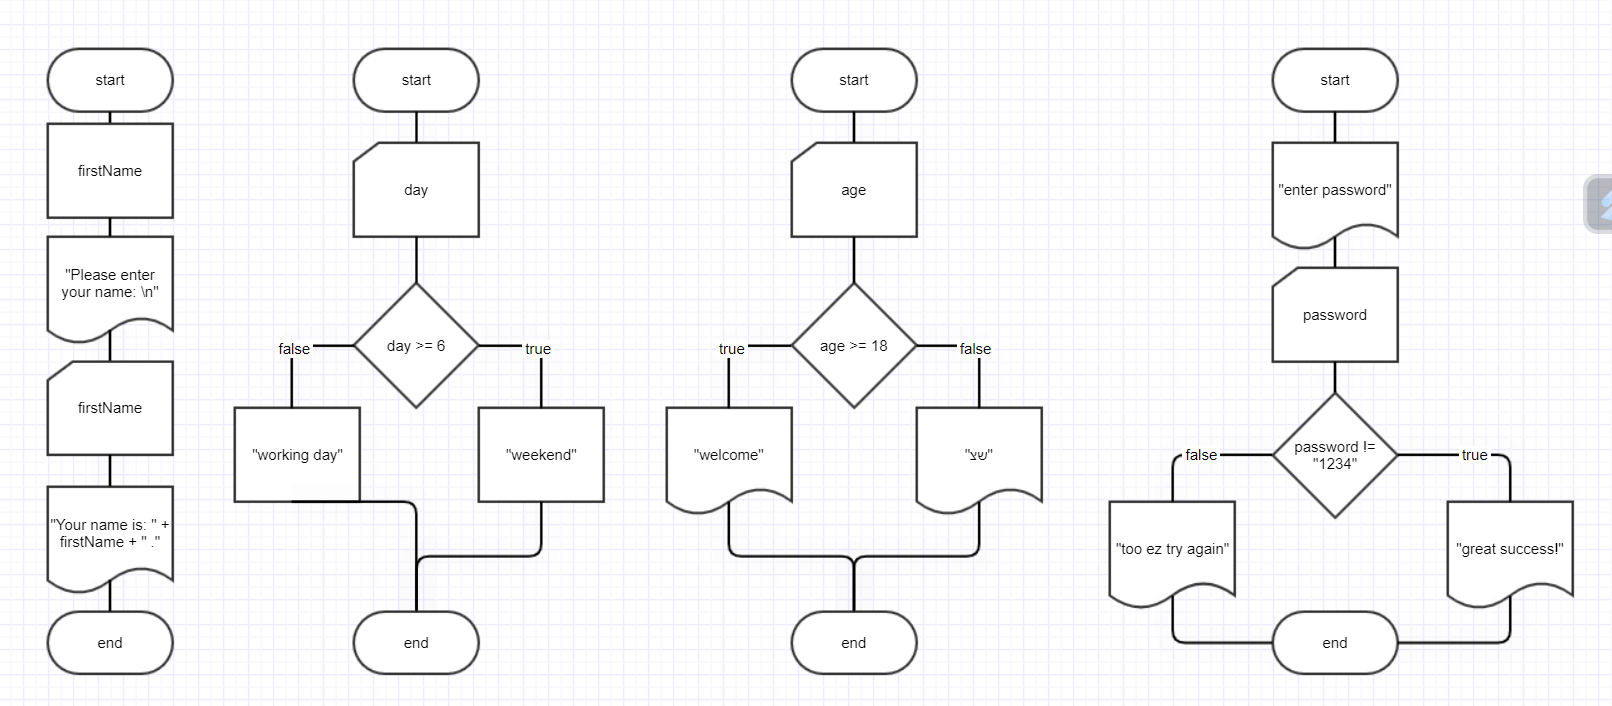 start
firstName
"Please enter
your name: \n"
firstName
"Your name is: " +
firstName + " ."
end
start
day
day >= 6
false
true
"working day"
"weekend"
end
start
age
age >= 18
true
false
"welcome"
"שצ"
end
start
"enter password"
password
password !=
"1234"
false
true
"too ez try again"
"great success!"
end